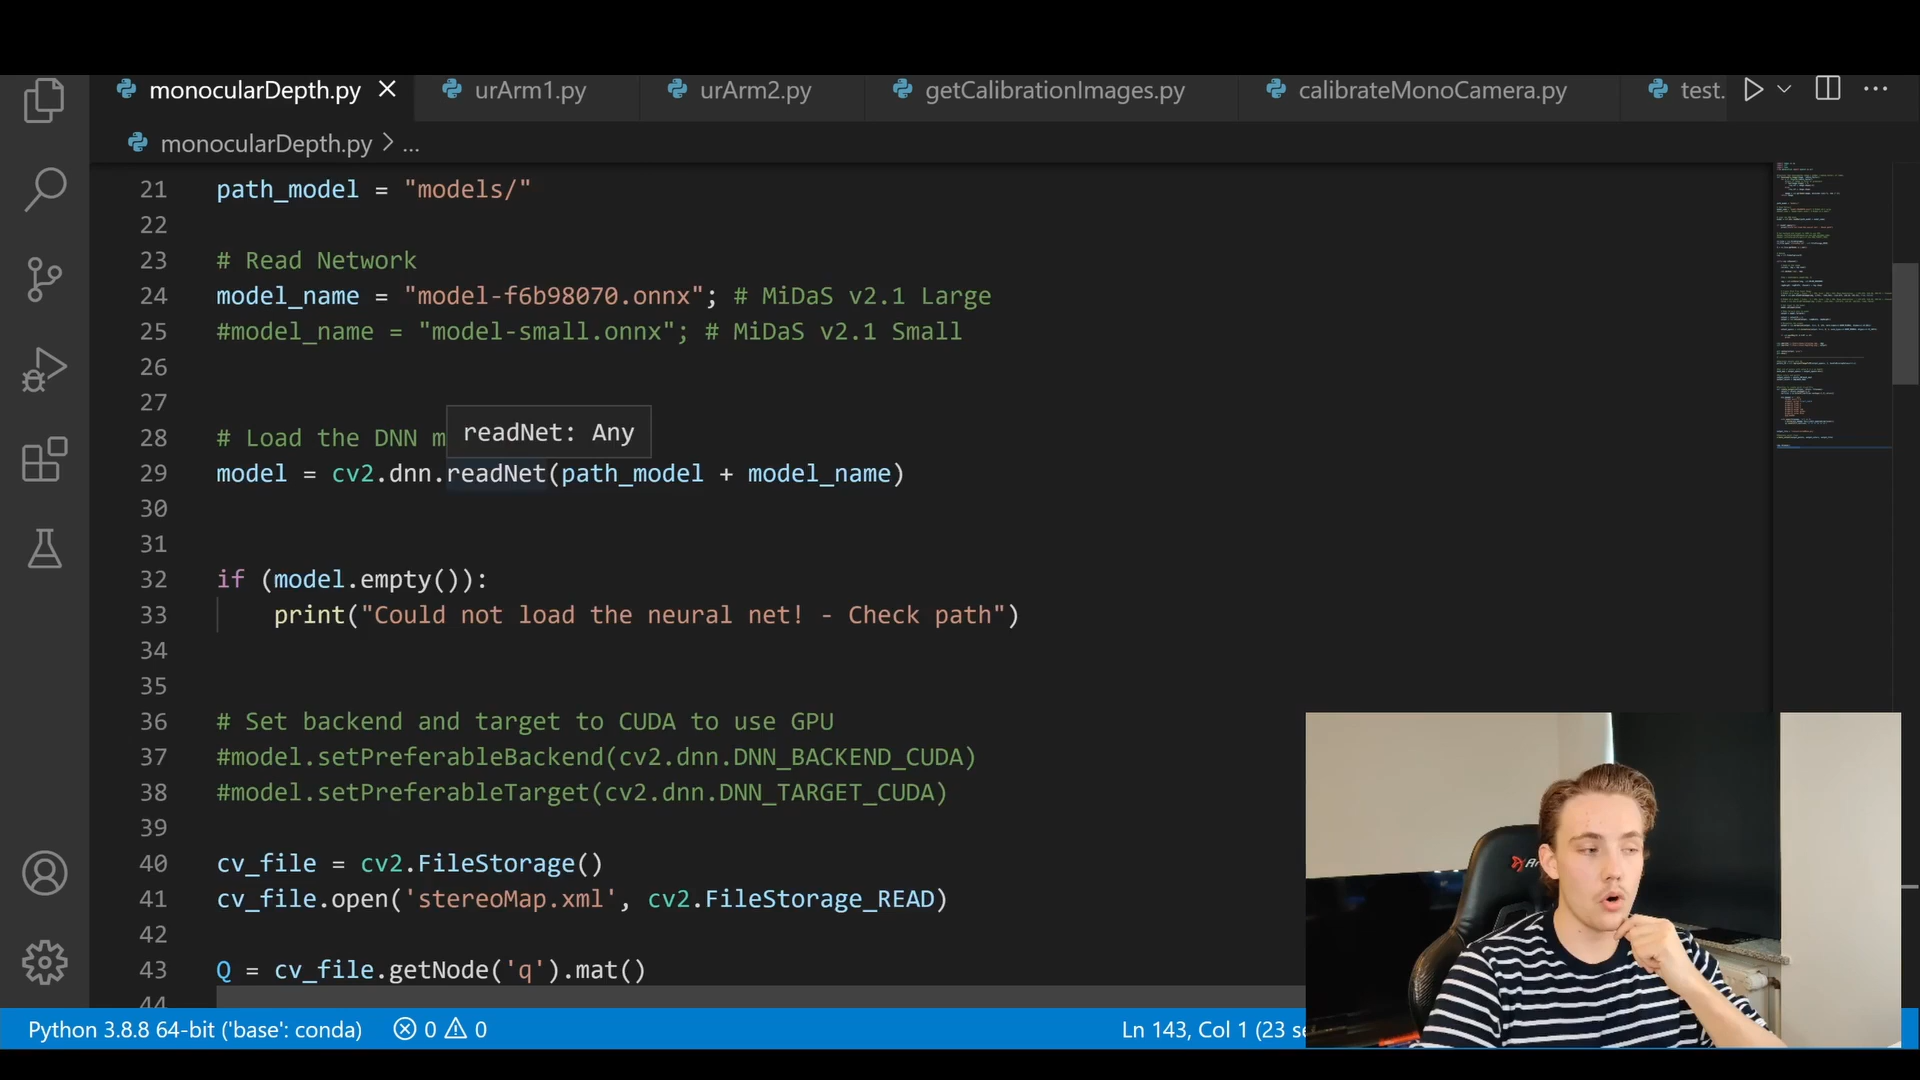 monocularDepth.py
urArm1.py
urArm2.py
getCalibrationImages.py
calibrateMonoCamera.py
test.
monocularDepth.py > ...
21 path_model = "models/"
22
23 # Read Network
24 model_name = "model-f6b98070.onnx"; # MiDaS v2.1 Large
25 #model_name = "model-small.onnx"; # MiDaS v2.1 Small
26
27
readNet: Any
28 # Load the DNN m
29 model = cv2.dnn.readNet(path_model + model_name)
30
31
32 if (model.empty()):
33 print("Could not load the neural net! - Check path")
34
35
36 # Set backend and target to CUDA to use GPU
37 #model.setPreferableBackend(cv2.dnn.DNN_BACKEND_CUDA)
38 #model.setPreferableTarget(cv2.dnn.DNN_TARGET_CUDA)
39
40 cv_file = cv2.FileStorage()
41 cv_file.open('stereoMap.xml', cv2.FileStorage_READ)
42
43 Q = cv_file.getNode('q').mat()
44
Python 3.8.8 64-bit ('base': conda) 0 0 Ln 143, Col 1 (23 se